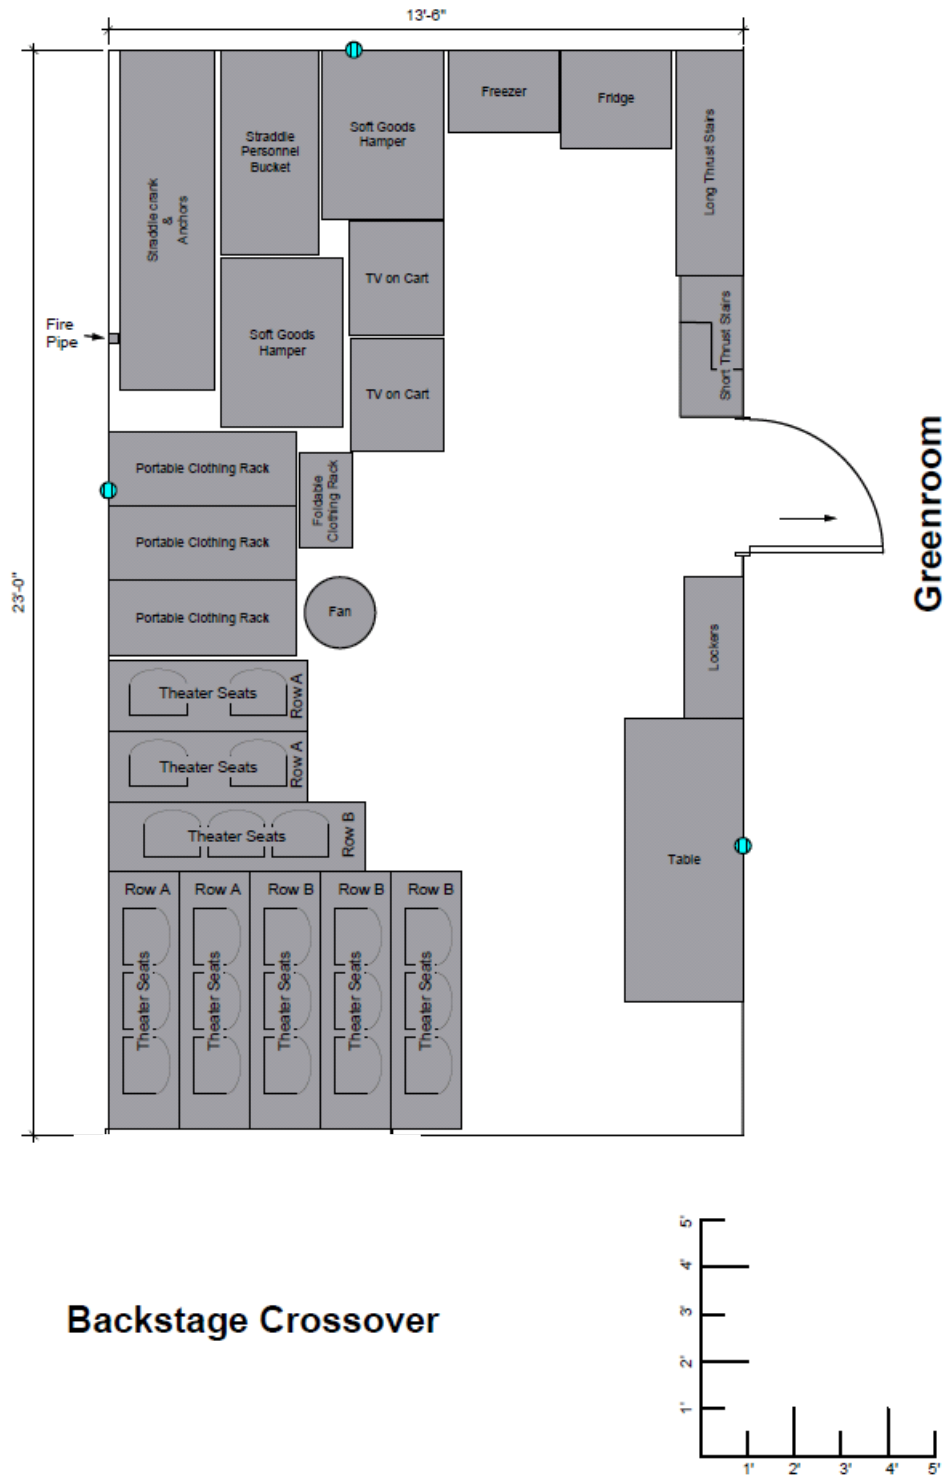 13'-6"
23'-0"
Straddle crank
&
Anchors
Straddle
Personnel
Bucket
Soft Goods
Hamper
Freezer
Fridge
Long Thrust Stairs
TV on Cart
Soft Goods
Hamper
Short Thrust Stairs
Fire
Pipe
TV on Cart
Portable Clothing Rack
Foldable
Clothing Rack
Portable Clothing Rack
Portable Clothing Rack
Fan
Greenroom
Lockers
Theater Seats
Row A
Theater Seats
Row A
Theater Seats
Row B
Table
Row A
Row A
Row B
Row B
Row B
Theater Seats
Theater Seats
Theater Seats
Theater Seats
Theater Seats
Backstage Crossover
5'
4'
3'
2'
1'
1'
2'
3'
4'
5'